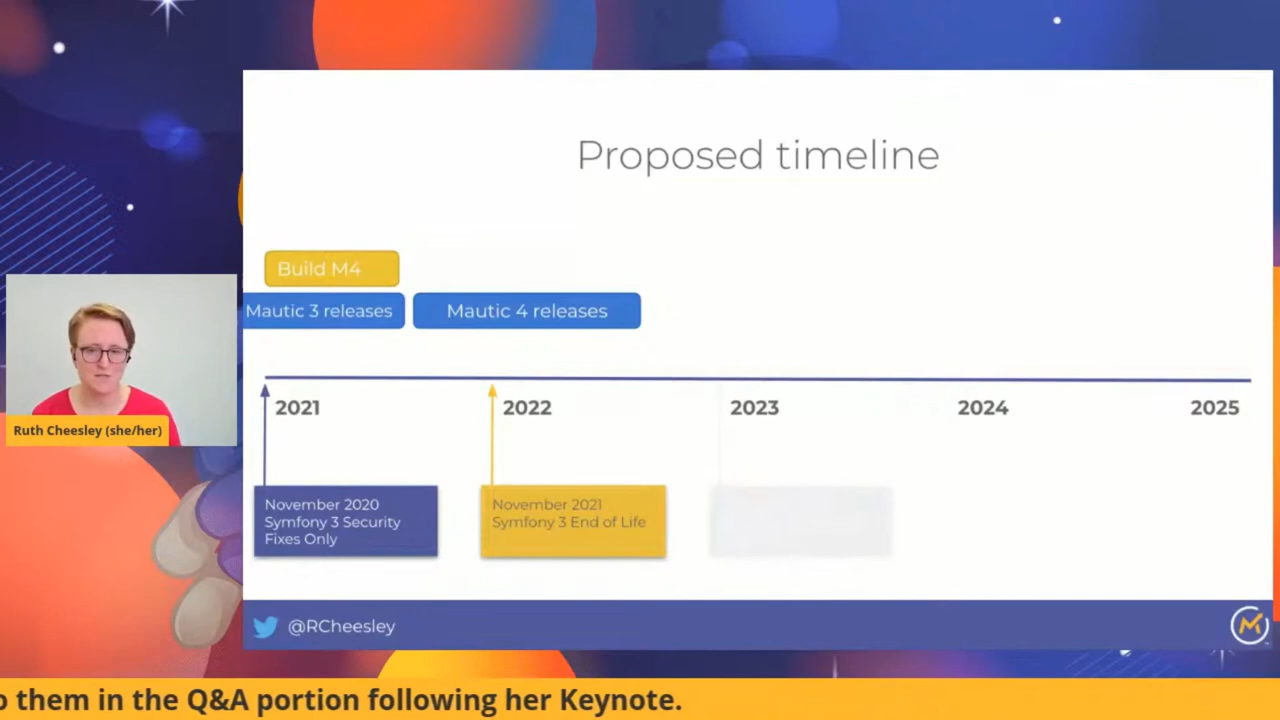 Proposed timeline
Build M4
Mautic 3 releases
Mautic 4 releases
2021
2022
2023
2024
2025
November 2020
Symfony 3 Security
Fixes Only
November 2021
Symfony 3 End of Life
Ruth Cheesley (she/her)
@RCheesley
them in the Q&A portion following her Keynote.